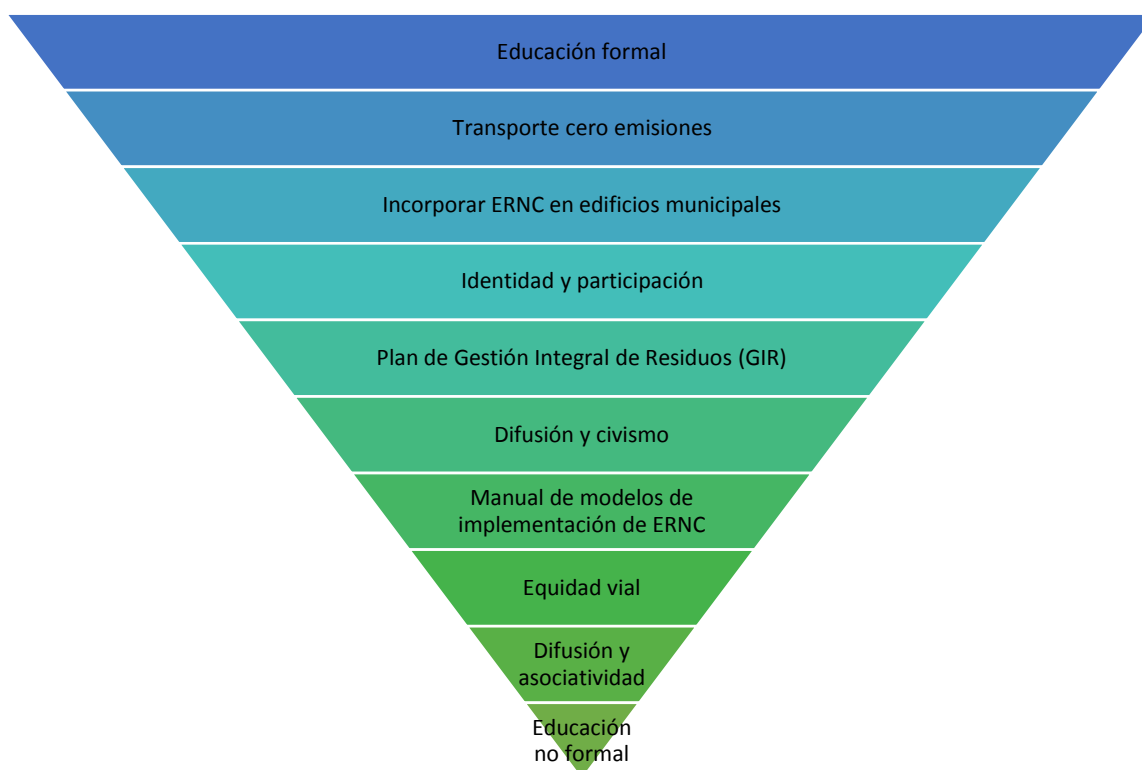 Educación formal
Transporte cero emisiones
Incorporar ERNC en edificios municipales
Identidad y participación
Plan de Gestión Integral de Residuos (GIR)
Difusión y civismo
Manual de modelos de
implementación de ERNC
Equidad vial
Difusión y
asociatividad
Educación
no formal